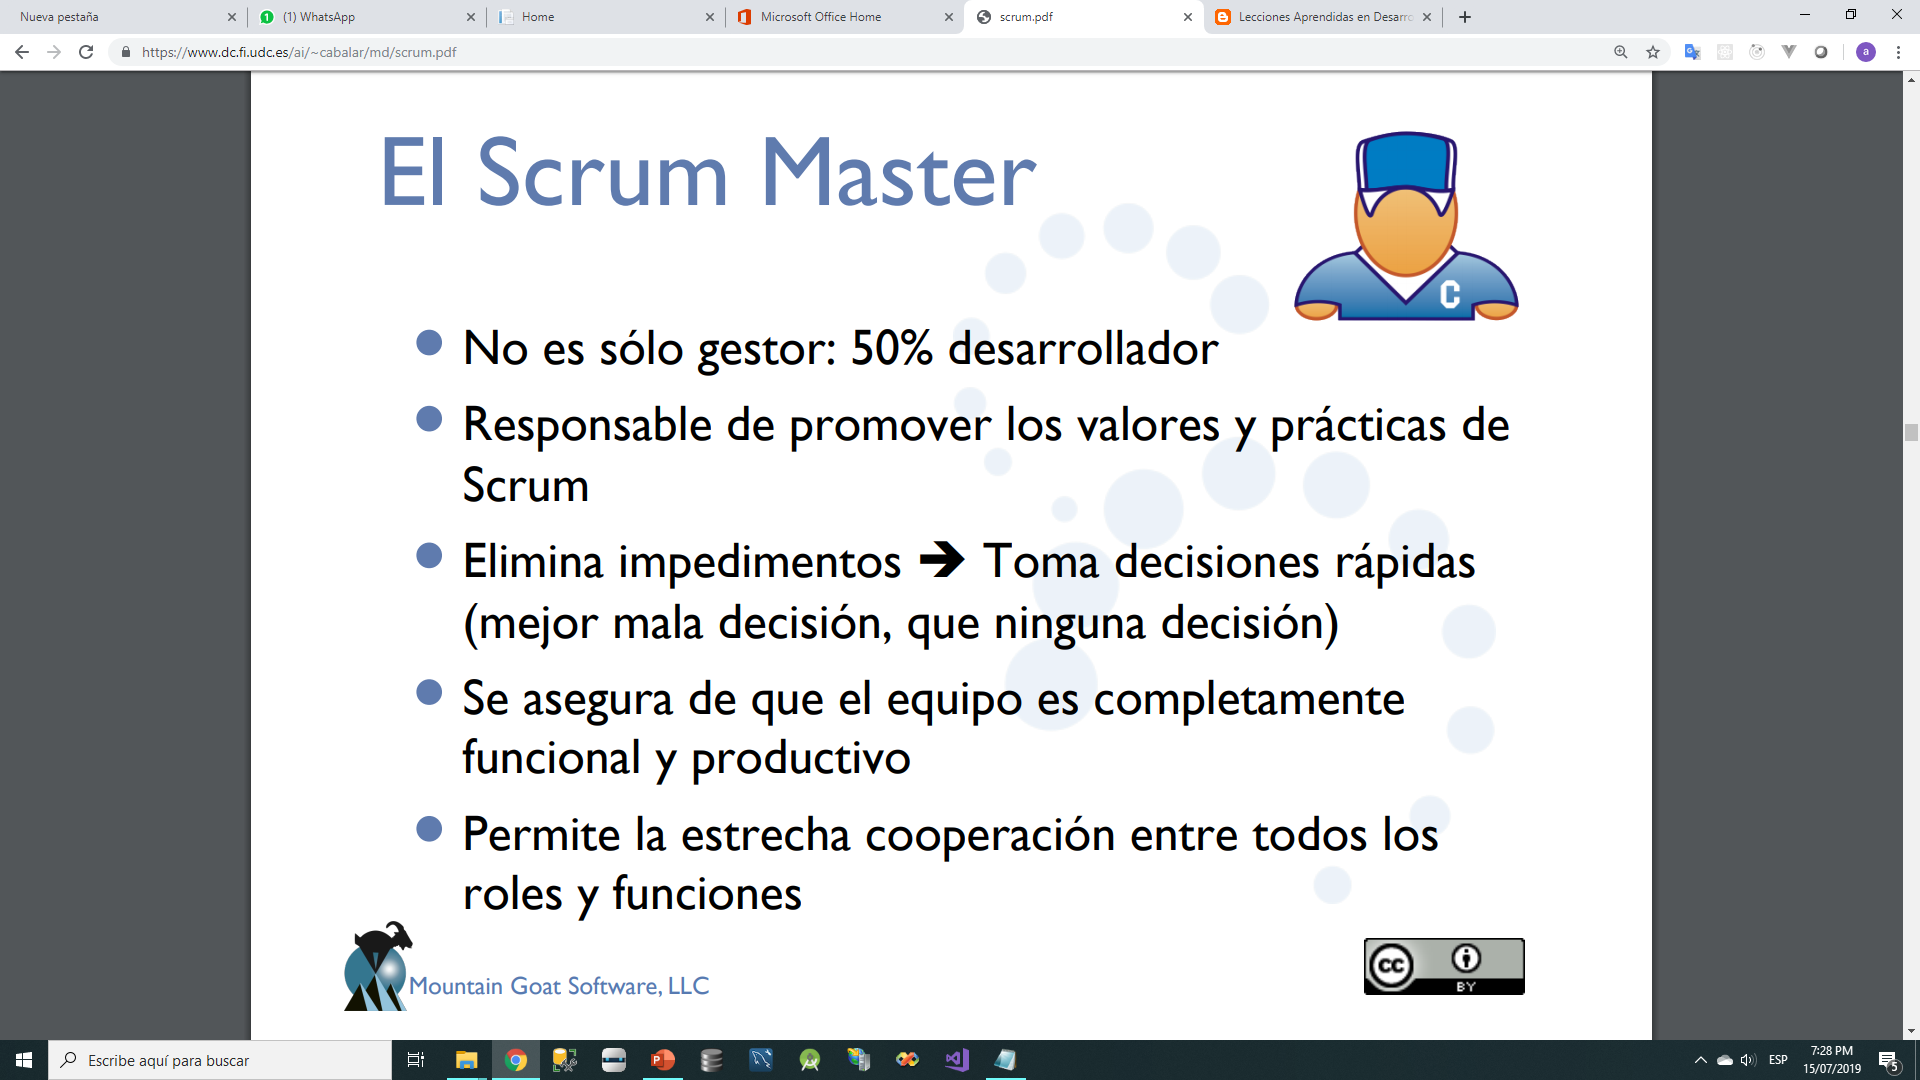 Nueva pestaña
(1) WhatsApp
Home
Microsoft Office Home
scrum.pdf
Lecciones Aprendidas en Desarro
https://www.dc.fi.udc.es/ai/~cabalar/md/scrum.pdf
a
El Scrum Master
C
No es sólo gestor: 50% desarrollador
Responsable de promover los valores y prácticas de
Scrum
Elimina impedimentos ➔ Toma decisiones rápidas
(mejor mala decisión, que ninguna decisión)
Se asegura de que el equipo es completamente
funcional y productivo
Permite la estrecha cooperación entre todos los
roles y funciones
Mountain Goat Software, LLC
cc
BY
Escribe aquí para buscar
ESP
7:28 PM
15/07/2019
5